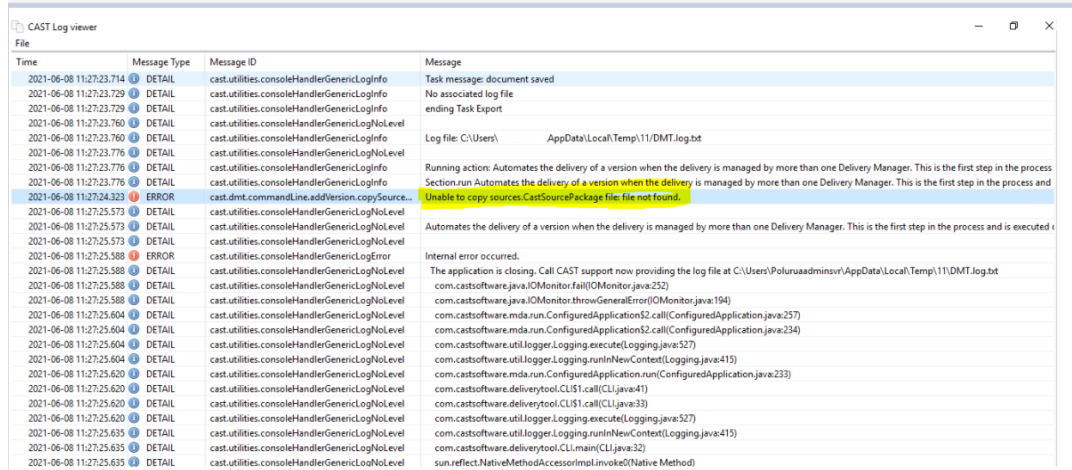 CAST Log viewer
File
Time Message Type Message ID Message
2021-06-08 11:27:23.714 DETAIL cast.utilities.consoleHandlerGenericLogInfo Task message: document saved
2021-06-08 11:27:23.729 DETAIL cast.utilities.consoleHandlerGenericLogInfo No associated log file
2021-06-08 11:27:23.729 DETAIL cast.utilities.consoleHandlerGenericLogInfo ending Task Export
2021-06-08 11:27:23.760 DETAIL cast.utilities.consoleHandlerGenericLogNoLevel
2021-06-08 11:27:23.760 DETAIL cast.utilities.consoleHandlerGenericLogInfo Log file: C:\Users\ AppData\Local\Temp\11/DMT.log.txt
2021-06-08 11:27:23.776 DETAIL cast.utilities.consoleHandlerGenericLogNoLevel
2021-06-08 11:27:23.776 DETAIL cast.utilities.consoleHandlerGenericLogInfo Running action: Automates the delivery of a version when the delivery is managed by more than one Delivery Manager. This is the first step in the process
2021-06-08 11:27:23.776 DETAIL cast.utilities.consoleHandlerGenericLogInfo Section.run Automates the delivery of a version when the delivery is managed by more than one Delivery Manager. This is the first step in the process and
2021-06-08 11:27:24.323 ERROR cast.dmt.commandLine.addVersion.copySource... Unable to copy sources.CastSourcePackage file: file not found.
2021-06-08 11:27:25.573 DETAIL cast.utilities.consoleHandlerGenericLogNoLevel
2021-06-08 11:27:25.573 DETAIL cast.utilities.consoleHandlerGenericLogNoLevel Automates the delivery of a version when the delivery is managed by more than one Delivery Manager. This is the first step in the process and is executed
2021-06-08 11:27:25.573 DETAIL cast.utilities.consoleHandlerGenericLogNoLevel
2021-06-08 11:27:25.588 ERROR cast.utilities.consoleHandlerGenericLogError Internal error occurred.
2021-06-08 11:27:25.588 DETAIL cast.utilities.consoleHandlerGenericLogNoLevel The application is closing. Call CAST support now providing the log file at C:\Users\Poluruaadminsvr\AppData\Local\Temp\11\DMT.log.txt
2021-06-08 11:27:25.588 DETAIL cast.utilities.consoleHandlerGenericLogNoLevel com.castsoftware.java.IOMonitor.fail(IOMonitor.java:252)
2021-06-08 11:27:25.588 DETAIL cast.utilities.consoleHandlerGenericLogNoLevel com.castsoftware.java.IOMonitor.throwGeneralError(IOMonitor.java:194)
2021-06-08 11:27:25.604 DETAIL cast.utilities.consoleHandlerGenericLogNoLevel com.castsoftware.mda.run.ConfiguredApplication$2.call(ConfiguredApplication.java:257)
2021-06-08 11:27:25.604 DETAIL cast.utilities.consoleHandlerGenericLogNoLevel com.castsoftware.mda.run.ConfiguredApplication$2.call(ConfiguredApplication.java:234)
2021-06-08 11:27:25.604 DETAIL cast.utilities.consoleHandlerGenericLogNoLevel com.castsoftware.util.logger.Logging.execute(Logging.java:527)
2021-06-08 11:27:25.604 DETAIL cast.utilities.consoleHandlerGenericLogNoLevel com.castsoftware.util.logger.Logging.runInNewContext(Logging.java:415)
2021-06-08 11:27:25.620 DETAIL cast.utilities.consoleHandlerGenericLogNoLevel com.castsoftware.mda.run.ConfiguredApplication.run(ConfiguredApplication.java:233)
2021-06-08 11:27:25.620 DETAIL cast.utilities.consoleHandlerGenericLogNoLevel com.castsoftware.deliverytool.CLI$1.call(CLI.java:41)
2021-06-08 11:27:25.620 DETAIL cast.utilities.consoleHandlerGenericLogNoLevel com.castsoftware.deliverytool.CLI$1.call(CLI.java:33)
2021-06-08 11:27:25.620 DETAIL cast.utilities.consoleHandlerGenericLogNoLevel com.castsoftware.util.logger.Logging.execute(Logging.java:527)
2021-06-08 11:27:25.635 DETAIL cast.utilities.consoleHandlerGenericLogNoLevel com.castsoftware.util.logger.Logging.runInNewContext(Logging.java:415)
2021-06-08 11:27:25.635 DETAIL cast.utilities.consoleHandlerGenericLogNoLevel com.castsoftware.deliverytool.CLI.main(CLI.java:32)
2021-06-08 11:27:25.635 DETAIL cast.utilities.consoleHandlerGenericLogNoLevel sun.reflect.NativeMethodAccessorImpl.invoke0(Native Method)